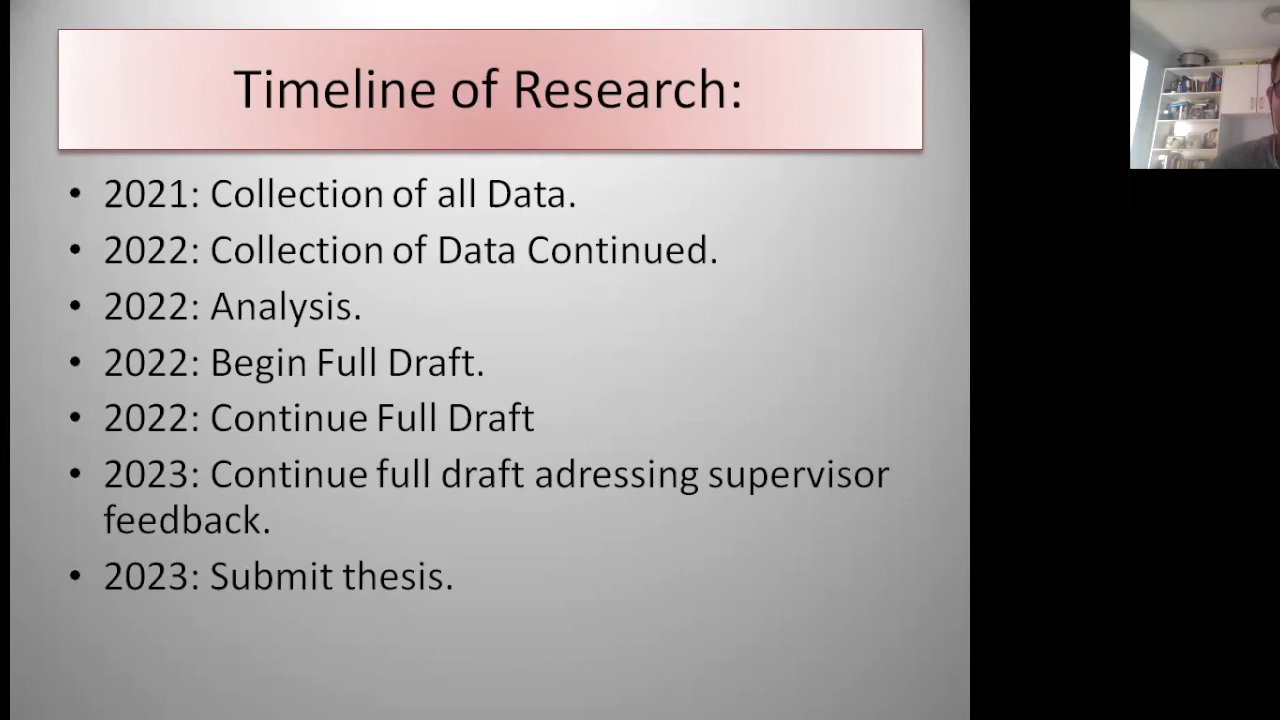 Timeline of Research:
• 2021: Collection of all Data.
• 2022: Collection of Data Continued.
• 2022: Analysis.
• 2022: Begin Full Draft.
• 2022: Continue Full Draft
• 2023: Continue full draft adressing supervisor
feedback.
• 2023: Submit thesis.